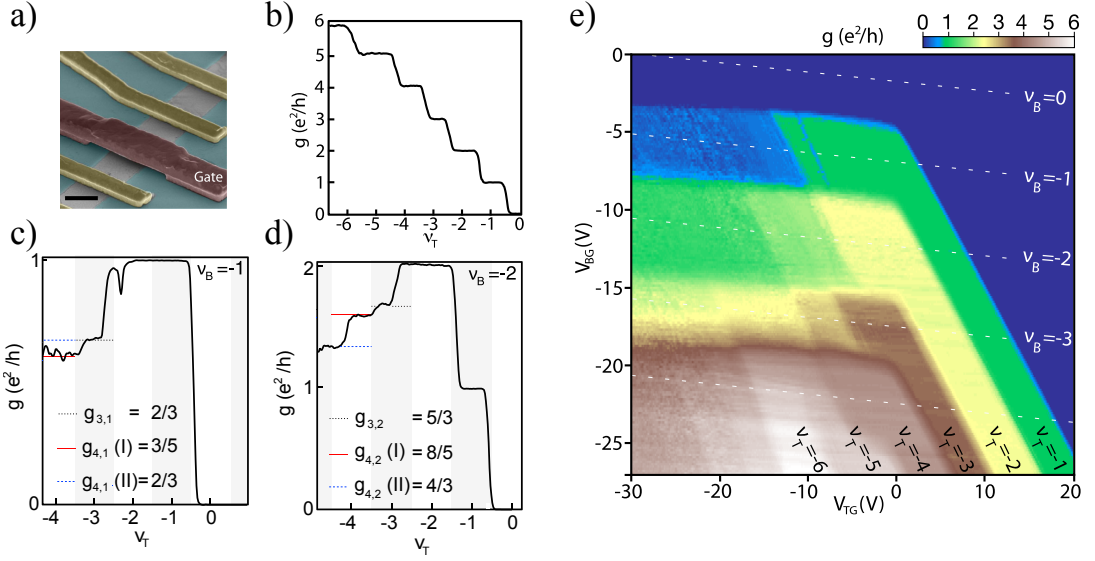 a)
Gate
b)
g (e²/h)
6
5
4
3
2
1
0
-6 -5 -4 -3 -2 -1 0
ν_T
c)
g (e²/h)
1
0
ν_B=-1
g_3,1 = 2/3
g_4,1 (I) = 3/5
g_4,1 (II) = 2/3
-4 -3 -2 -1 0
ν_T
d)
g (e²/h)
2
1
0
ν_B=-2
g_3,2 = 5/3
g_4,2 (I) = 8/5
g_4,2 (II) = 4/3
-4 -3 -2 -1 0
ν_T
e)
g (e²/h)
0 1 2 3 4 5 6
V_BG(V)
0
-5
-10
-15
-20
-25
ν_B=0
ν_B=-1
ν_B=-2
ν_B=-3
ν_T=-6
ν_T=-5
ν_T=-4
ν_T=-3
ν_T=-2
ν_T=-1
-30 -20 -10 0 10 20
V_TG(V)